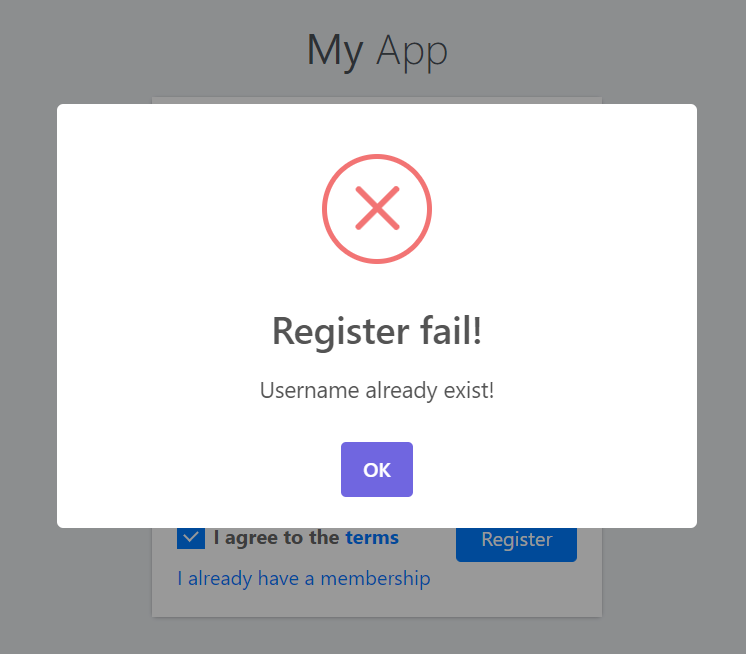 My App
Register fail!
Username already exist!
OK
I agree to the terms
Register
I already have a membership